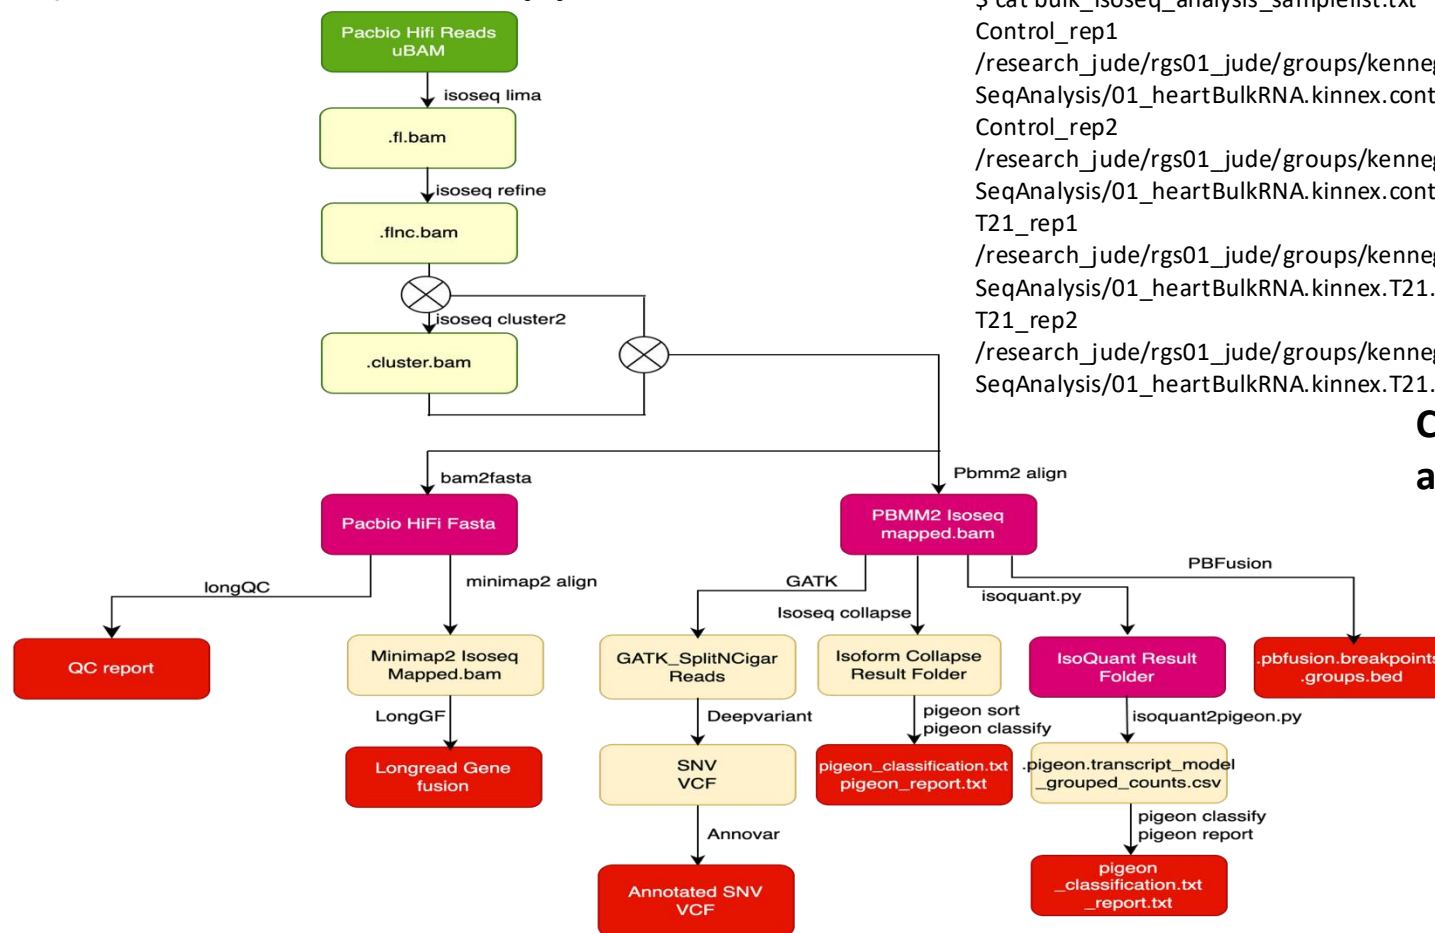 Pacbio Hifi Reads
uBAM
isoseq lima
.fl.bam
isoseq refine
.flnc.bam
isoseq cluster2
.cluster.bam
bam2fasta
Pbmm2 align
Pacbio HiFi Fasta
PBMM2 Isoseq
mapped.bam
longQC
minimap2 align
GATK
Isoseq collapse
isoquant.py
PBFusion
QC report
Minimap2 Isoseq
Mapped.bam
GATK_SplitNCigar
Reads
Isoform Collapse
Result Folder
IsoQuant Result
Folder
.pbfusion.breakpoints
.groups.bed
LongGF
Deepvariant
pigeon sort
pigeon classify
isoquant2pigeon.py
Longread Gene
fusion
SNV
VCF
pigeon_classification.txt
pigeon_report.txt
.pigeon.transcript_model
_grouped_counts.csv
Annovar
pigeon classify
pigeon report
Annotated SNV
VCF
pigeon
_classification.txt
_report.txt
$ cat bulk_isoseq_analysis_samplelist.txt
Control_rep1
/research_jude/rgs01_jude/groups/kenneg
SeqAnalysis/01_heartBulkRNA.kinnex.cont
Control_rep2
/research_jude/rgs01_jude/groups/kenneg
SeqAnalysis/01_heartBulkRNA.kinnex.cont
T21_rep1
/research_jude/rgs01_jude/groups/kenneg
SeqAnalysis/01_heartBulkRNA.kinnex.T21.
T21_rep2
/research_jude/rgs01_jude/groups/kenneg
SeqAnalysis/01_heartBulkRNA.kinnex.T21.
C
a